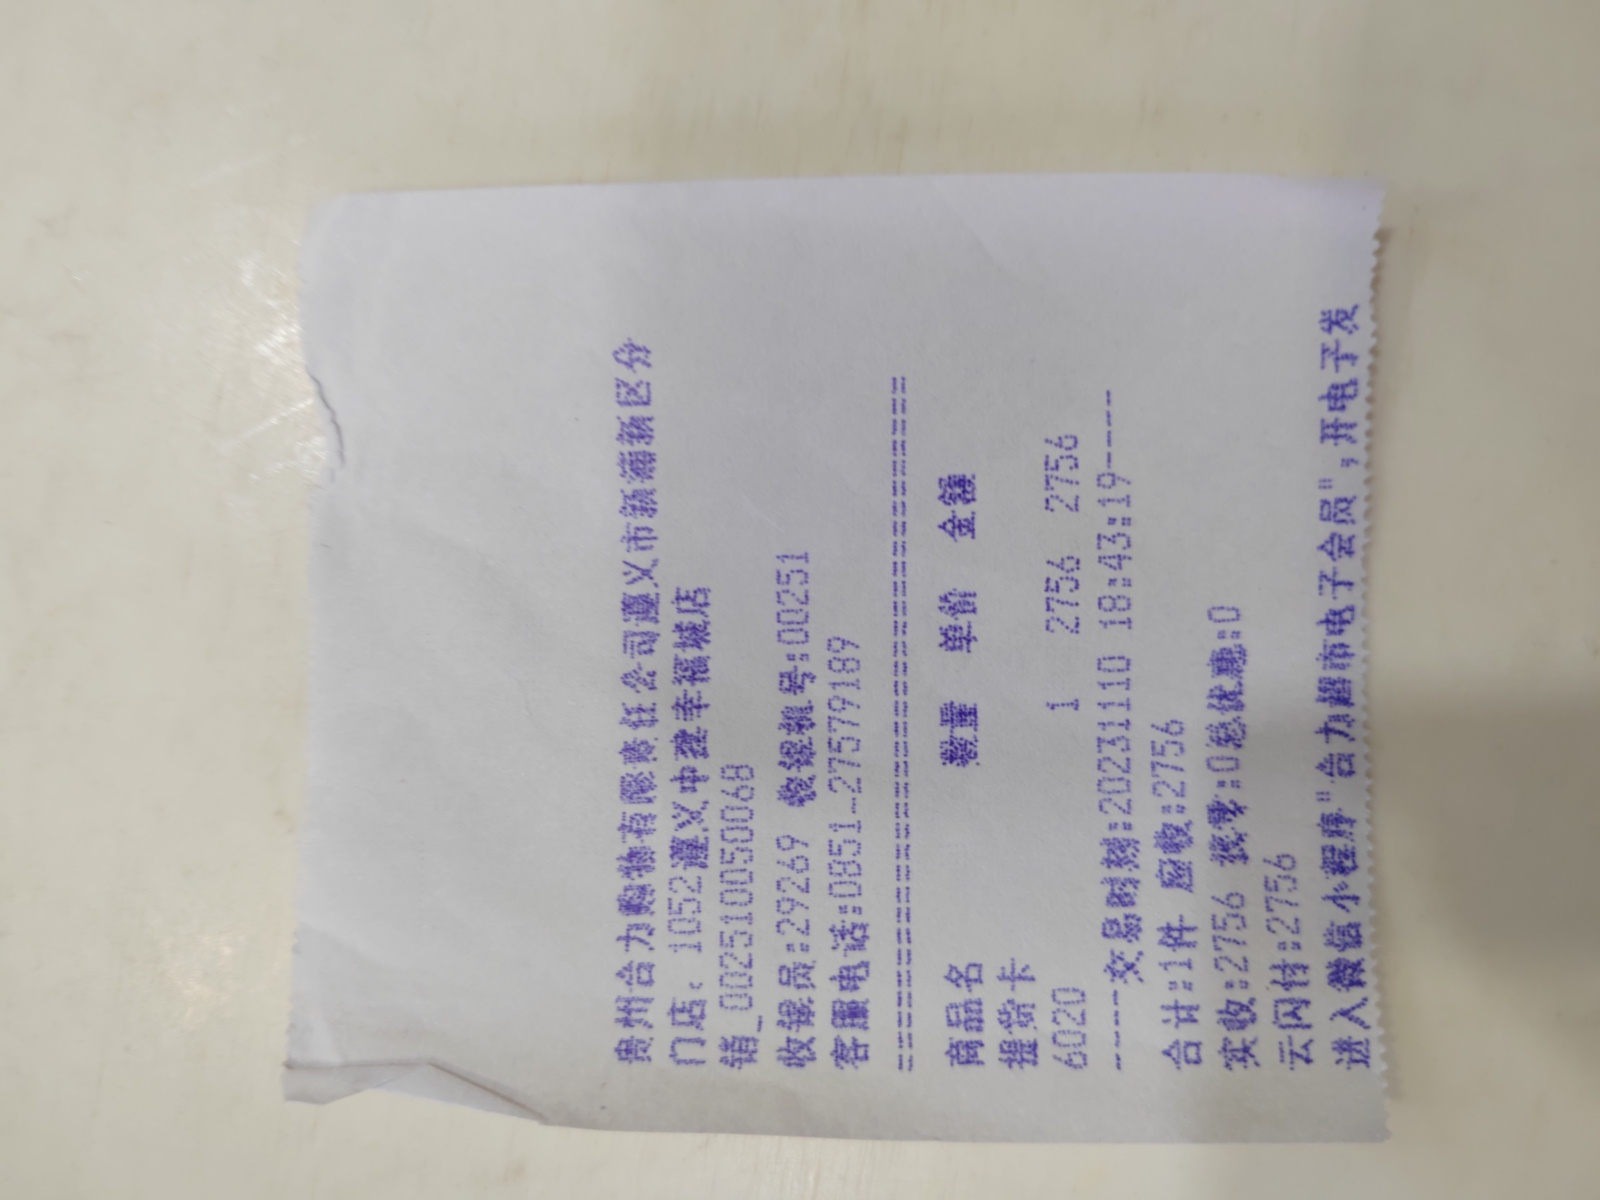 贵州合力购物有限责任公司遵义市新蒲新区分
门店: 1052遵义中建幸福城店
销_002510050068
收银员:29269 收银机号:00251
客服电话:0851-27579189
=========================================
商品名 数量 单价 金额
提货卡
6020 1 2756 2756
----交易时刻:20231110 18:43:19----
合计:1件 应收:2756
实收:2756 找零:0总优惠:0
云闪付:2756
进入微信小程序"合力超市电子会员",开电子发